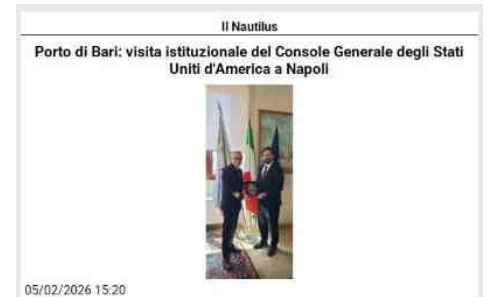 Il Nautilus
Porto di Bari: visita istituzionale del Console Generale degli Stati
Uniti d'America a Napoli
05/02/2026 15:20